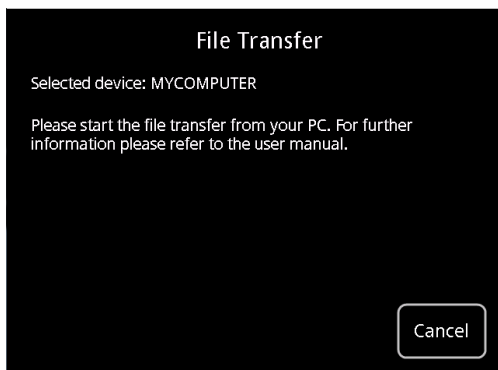 File Transfer
Selected device: MYCOMPUTER
Please start the file transfer from your PC. For further
information please refer to the user manual.
Cancel